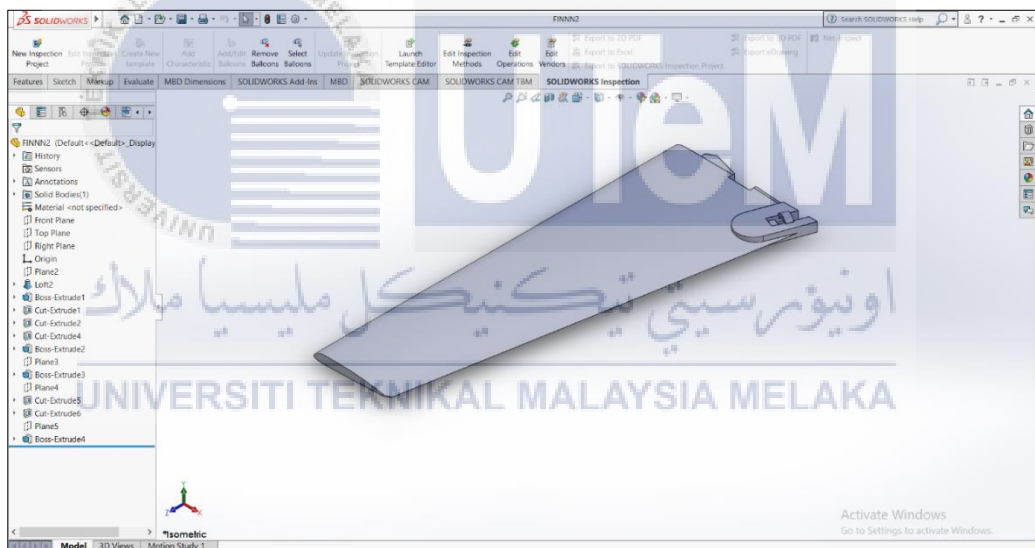 SOLIDWORKS
FINNN2
Search SOLIDWORKS Help
New Inspection Project
Edit Inspection Project
Create New template
Add Characteristic
Add/Edit Balloons
Remove Balloons
Select Balloons
Update Inspection Project
Launch Template Editor
Edit Inspection Methods
Edit Operations
Edit Vendors
Export to 2D PDF
Export to Excel
Export to SOLIDWORKS Inspection Project
Export to 3D PDF
Export eDrawing
Net-Inspect
Features Sketch Markup Evaluate MBD Dimensions SOLIDWORKS Add-Ins MBD SOLIDWORKS CAM SOLIDWORKS CAM TBM SOLIDWORKS Inspection
FINNN2 (Default<<Default>_Display
History
Sensors
Annotations
Solid Bodies(1)
Material <not specified>
Front Plane
Top Plane
Right Plane
Origin
Plane2
Loft2
Boss-Extrude1
Cut-Extrude1
Cut-Extrude2
Cut-Extrude4
Boss-Extrude2
Plane3
Boss-Extrude3
Plane4
Cut-Extrude5
Cut-Extrude6
Plane5
Boss-Extrude4
UTeM
اونيۏرسيتي تيكنيكل مليسيا ملاك
UNIVERSITI TEKNIKAL MALAYSIA MELAKA
*Isometric
Activate Windows
Go to Settings to activate Windows.
Model 3D Views Motion Study 1